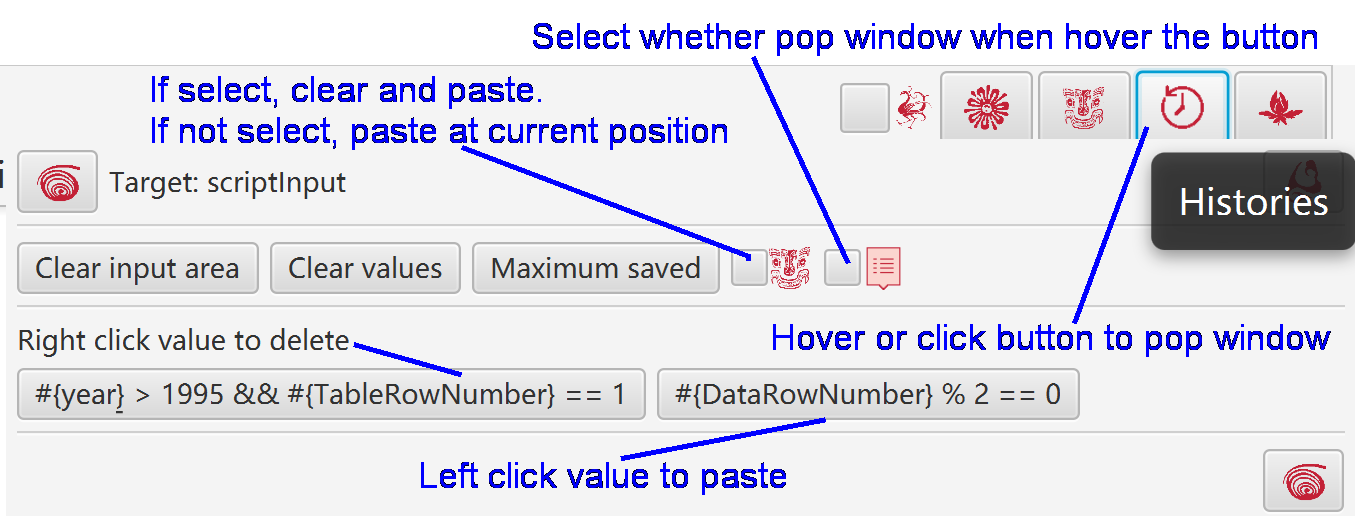 Select whether pop window when hover the button
If select, clear and paste.
If not select, paste at current position
Target: scriptInput
Histories
Clear input area
Clear values
Maximum saved
Hover or click button to pop window
Right click value to delete
#{year} > 1995 && #{TableRowNumber} == 1
#{DataRowNumber} % 2 == 0
Left click value to paste